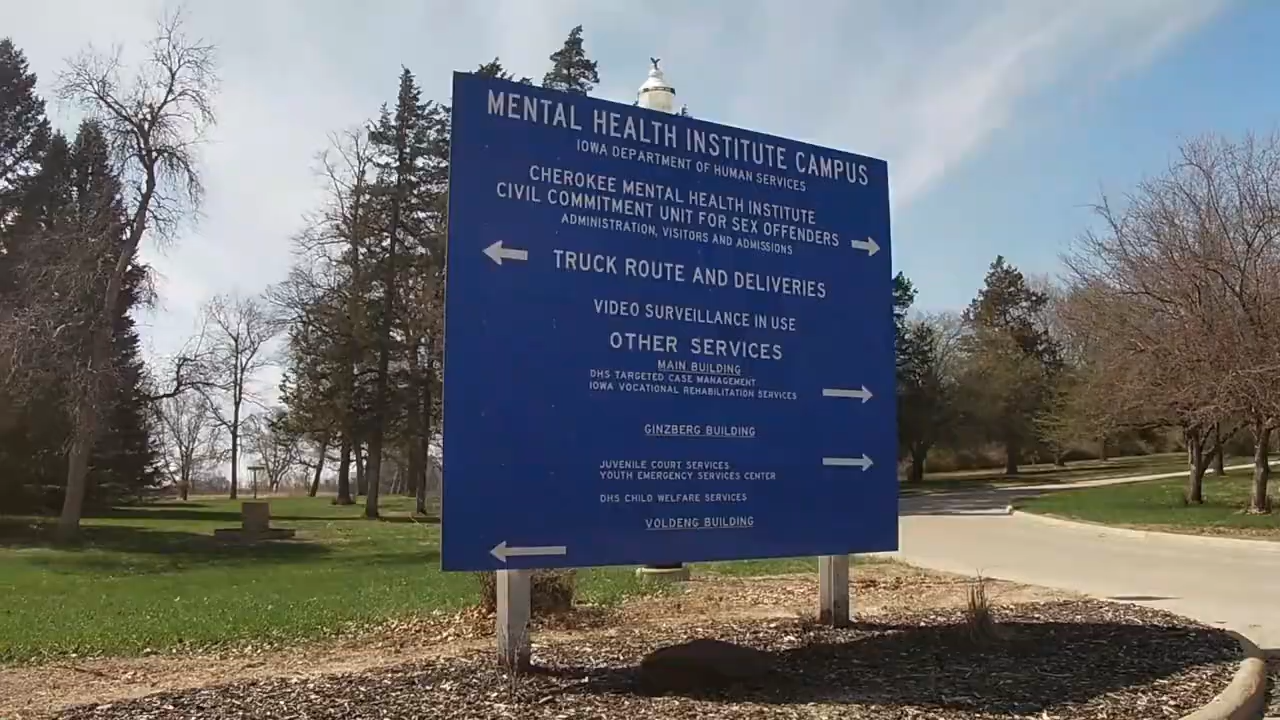 MENTAL HEALTH INSTITUTE CAMPUS
IOWA DEPARTMENT OF HUMAN SERVICES
CHEROKEE MENTAL HEALTH INSTITUTE
CIVIL COMMITMENT UNIT FOR SEX OFFENDERS
ADMINISTRATION, VISITORS AND ADMISSIONS
TRUCK ROUTE AND DELIVERIES
VIDEO SURVEILLANCE IN USE
OTHER SERVICES
MAIN BUILDING
DHS TARGETED CASE MANAGEMENT
IOWA VOCATIONAL REHABILITATION SERVICES
GINZBERG BUILDING
JUVENILE COURT SERVICES
YOUTH EMERGENCY SERVICES CENTER
DHS CHILD WELFARE SERVICES
VOLDENG BUILDING